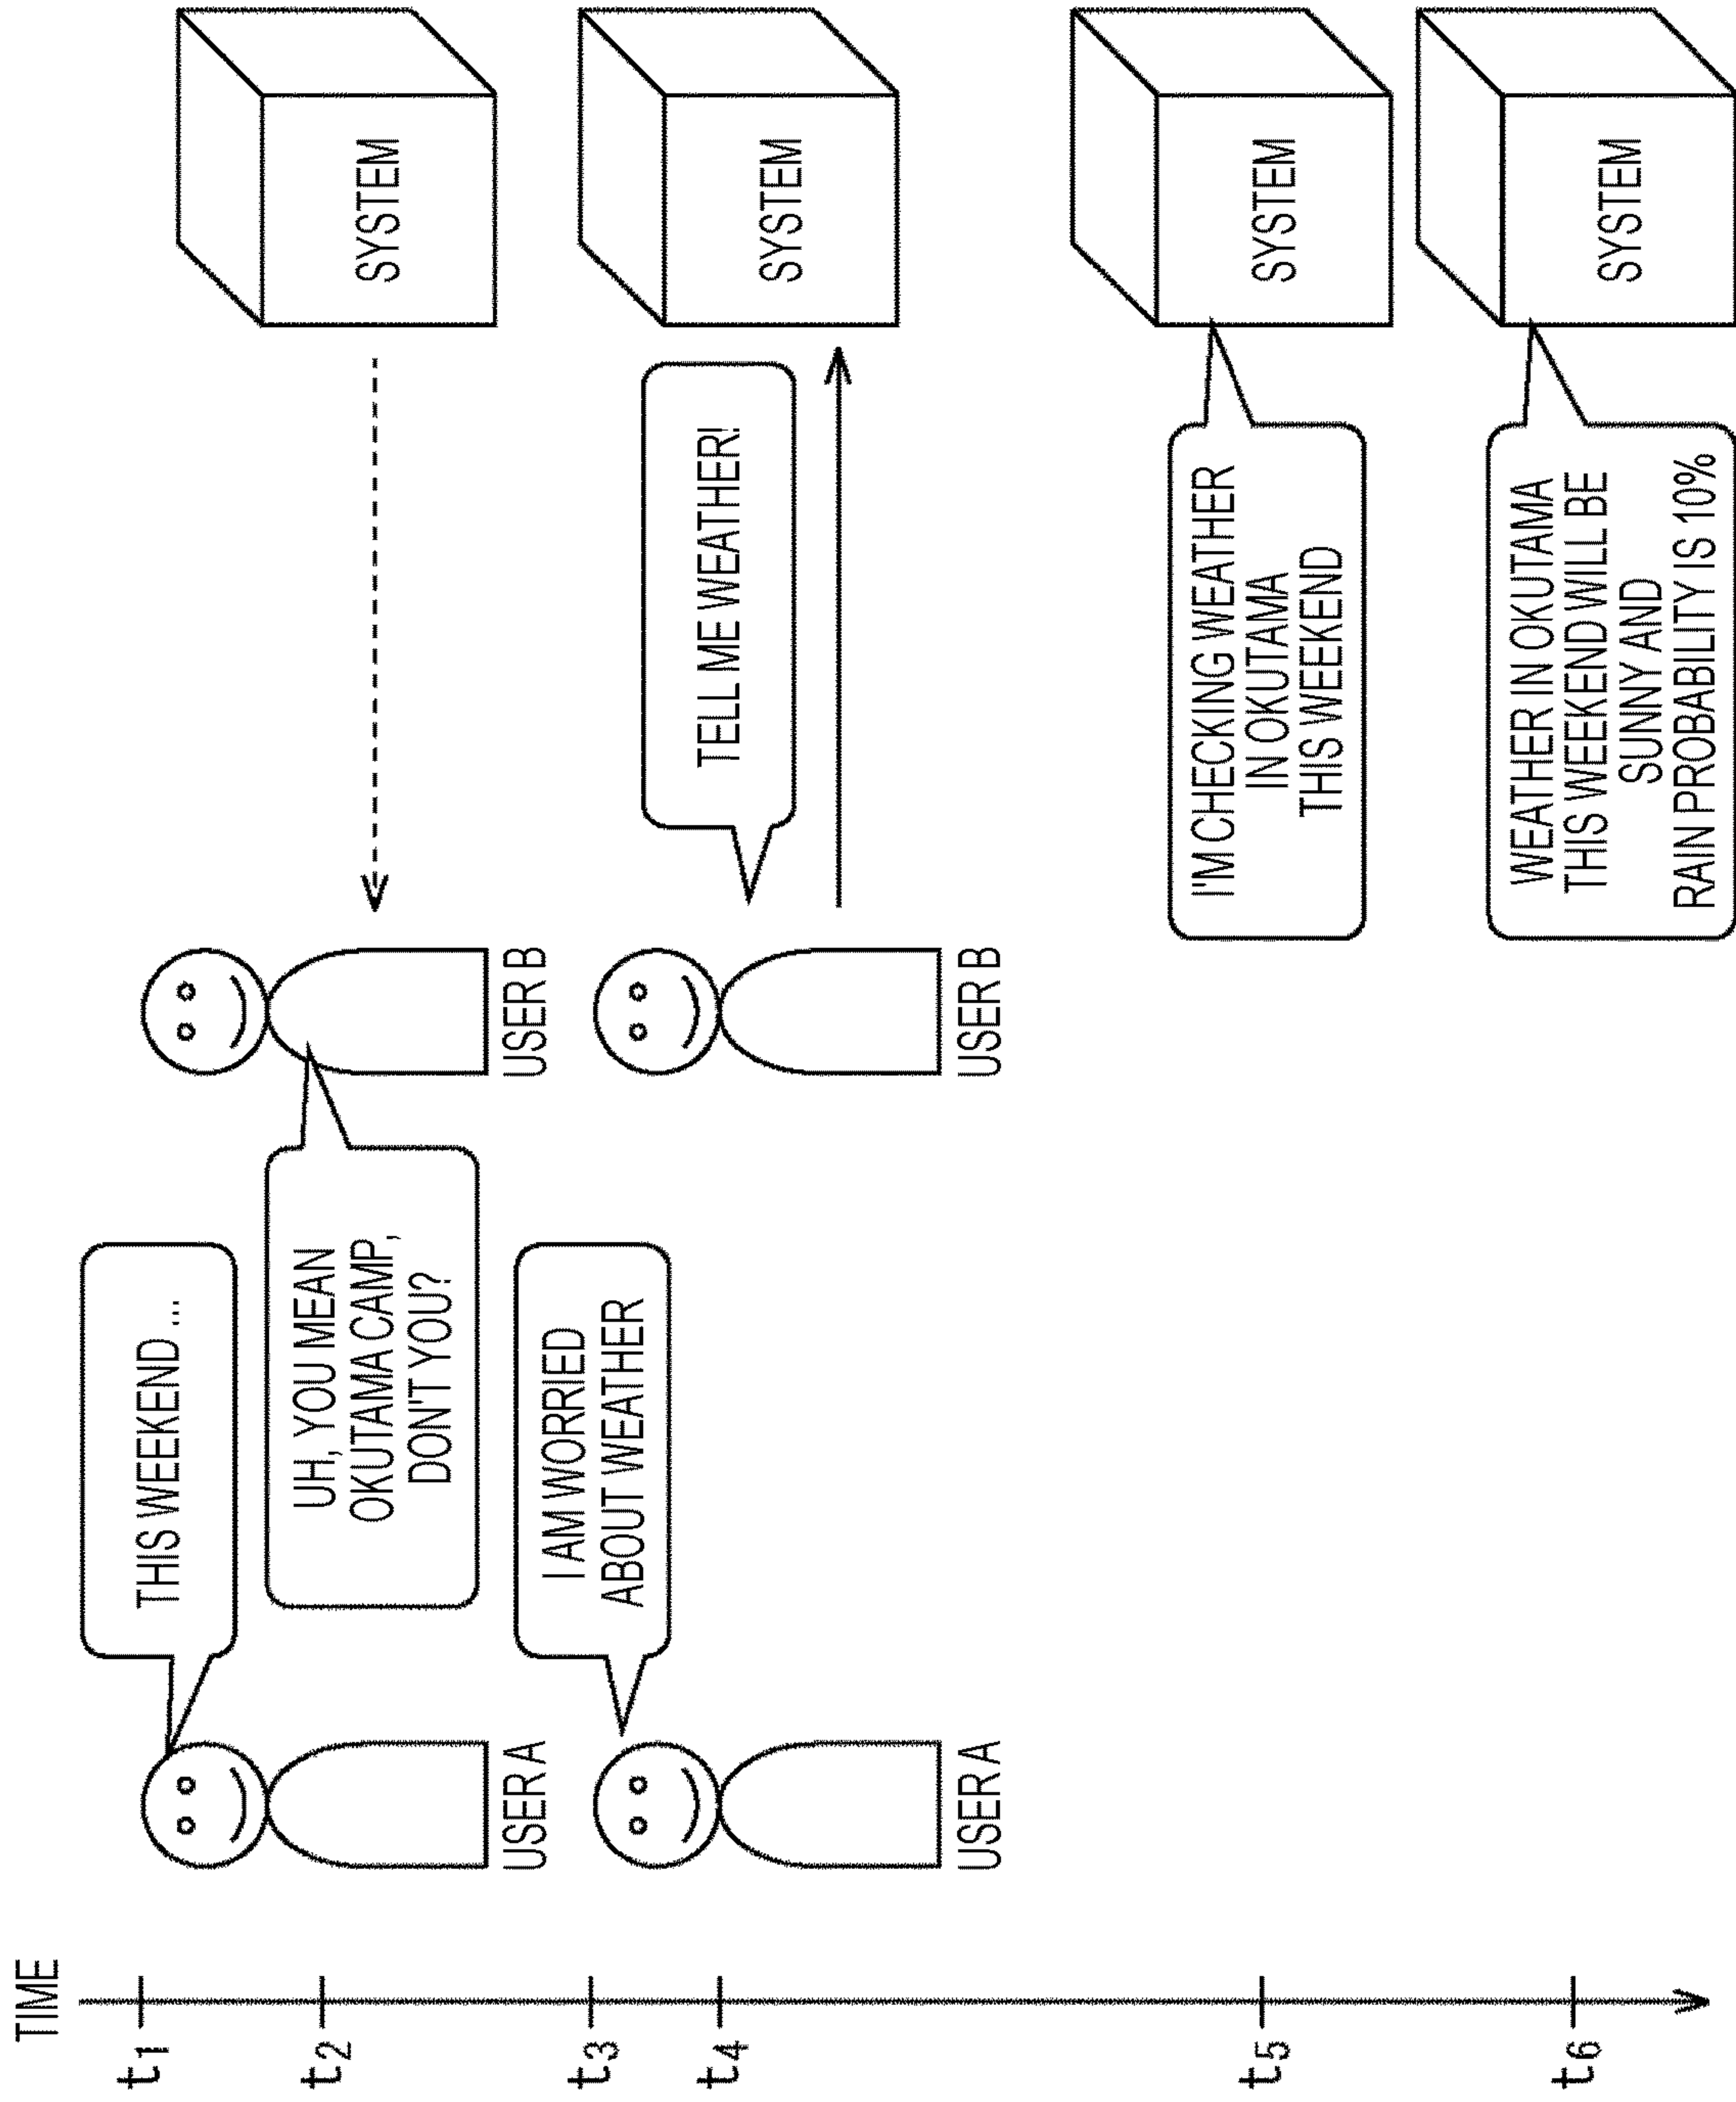 TIME
t1
THIS WEEKEND ...
USER A
t2
UH, YOU MEAN
OKUTAMA CAMP,
DON'T YOU?
USER B
SYSTEM
t3
I AM WORRIED
ABOUT WEATHER
USER A
t4
TELL ME WEATHER!
USER B
SYSTEM
t5
I'M CHECKING WEATHER
IN OKUTAMA
THIS WEEKEND
SYSTEM
t6
WEATHER IN OKUTAMA
THIS WEEKEND WILL BE
SUNNY AND
RAIN PROBABILITY IS 10%
SYSTEM